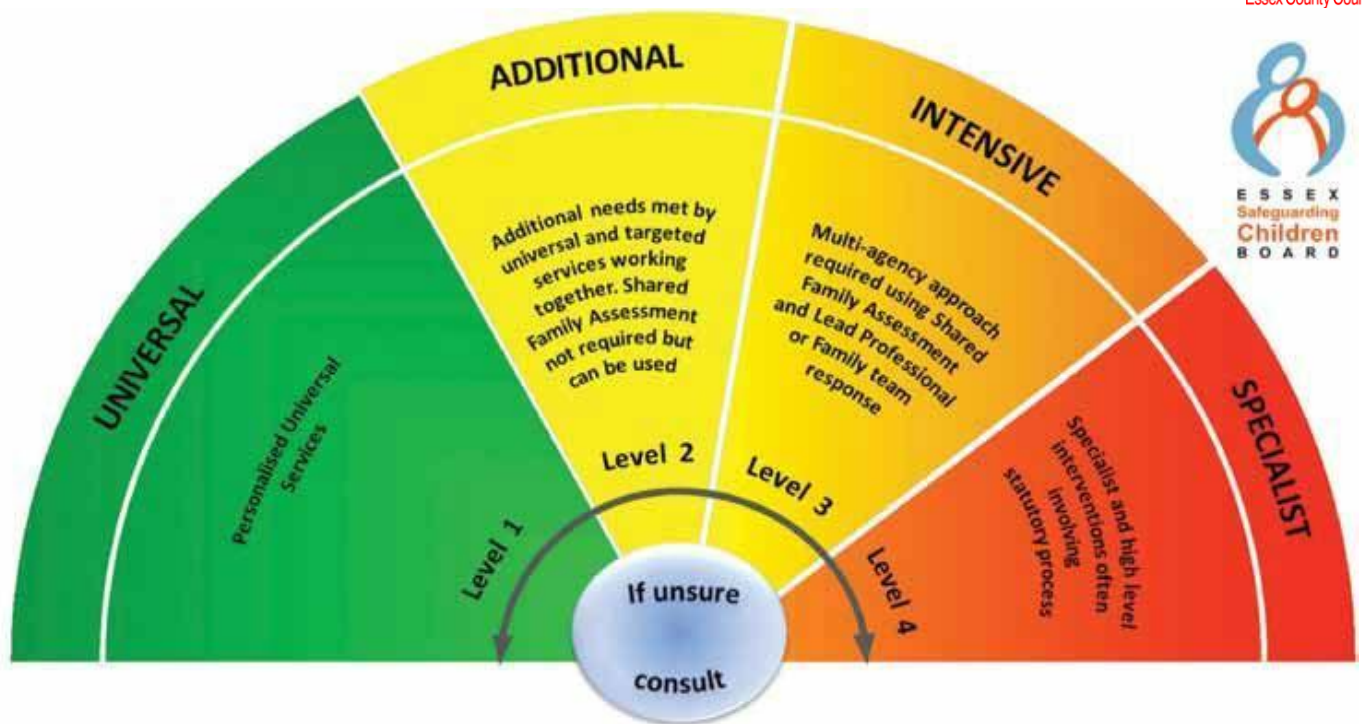 Essex County Coun
ADDITIONAL
INTENSIVE
UNIVERSAL
SPECIALIST
ESSEX
Safeguarding
Children
BOARD
Personalised Universal
Services
Level 1
Additional needs met by
universal and targeted
services working
together. Shared
Family Assessment
not required but
can be used
Level 2
Multi-agency approach
required using Shared
Family Assessment
and Lead Professional
or Family team
response
Level 3
Specialist and high level
interventions often
involving
statutory process
Level 4
If unsure
consult